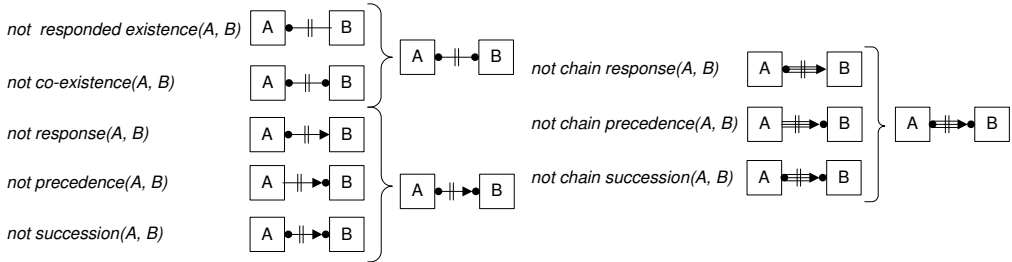 not responded existence(A, B) A B
not co-existence(A, B) A B
A B
not response(A, B) A B
not precedence(A, B) A B
not succession(A, B) A B
A B
not chain response(A, B) A B
not chain precedence(A, B) A B
not chain succession(A, B) A B
A B